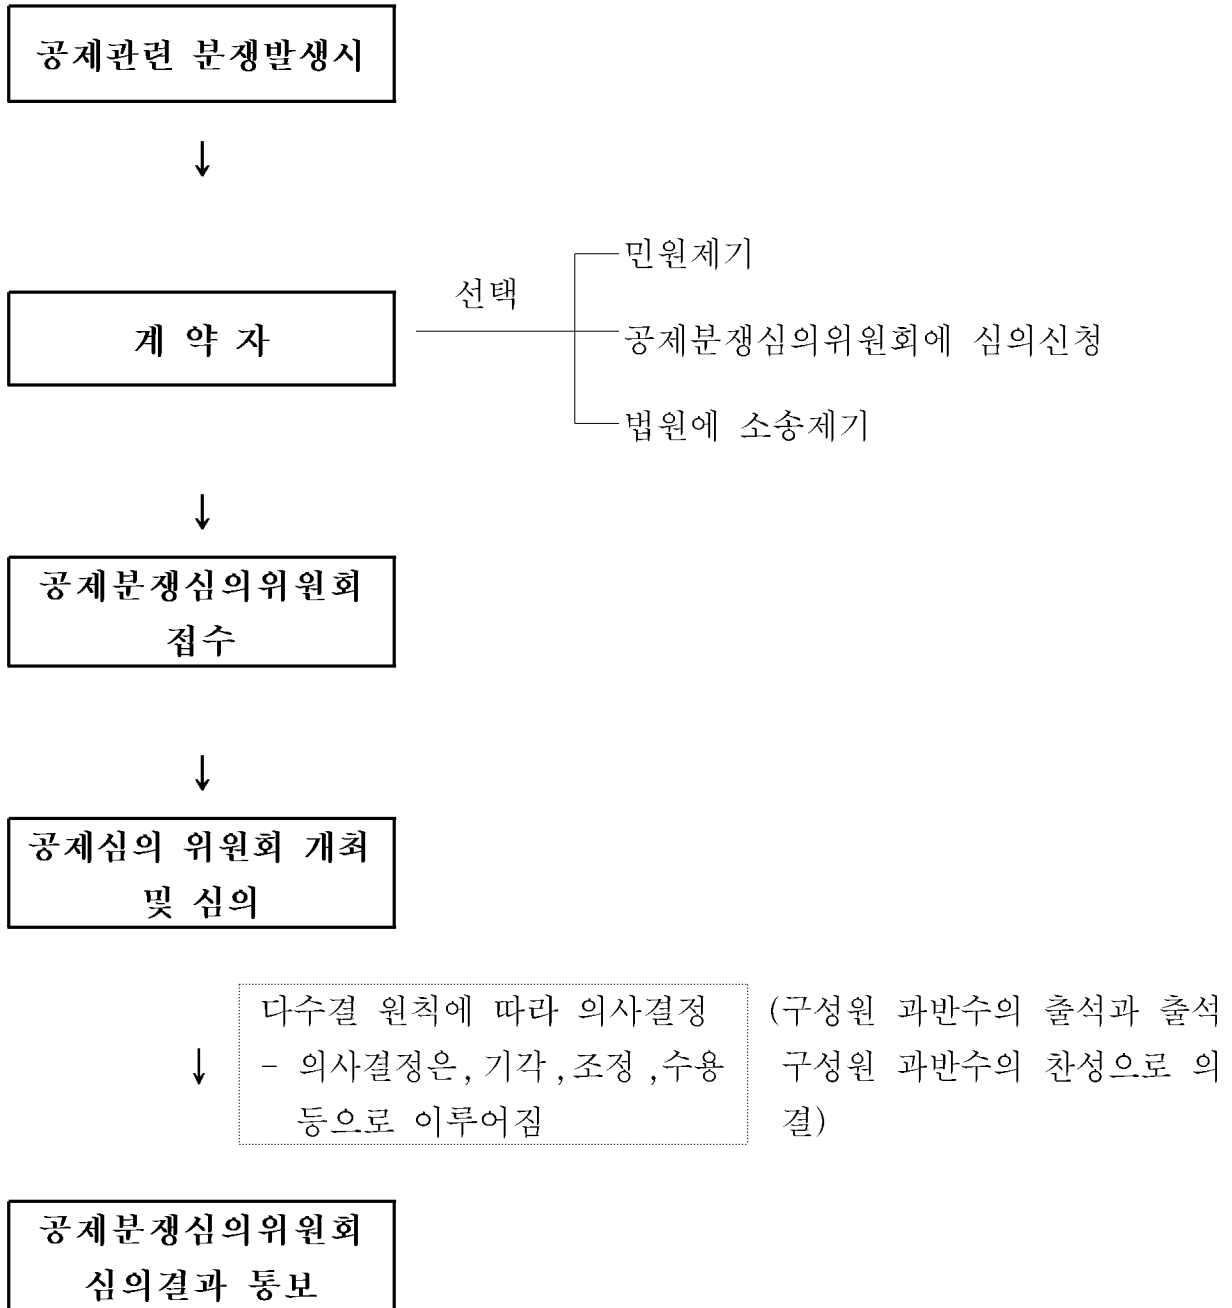 공제관련 분쟁발생시
↓
민원제기
선택
계 약 자
공제분쟁심의위원회에 심의신청
법원에 소송제기
↓
공제분쟁심의위원회
접수
↓
공제심의 위원회 개최
및 심의
다수결 원칙에 따라 의사결정 (구성원 과반수의 출석과 출석
↓ - 의사결정은, 기각 ,조정 ,수용 구성원 과반수의 찬성으로 의
등으로 이루어짐 결)
공제분쟁심의위원회
심의결과 통보